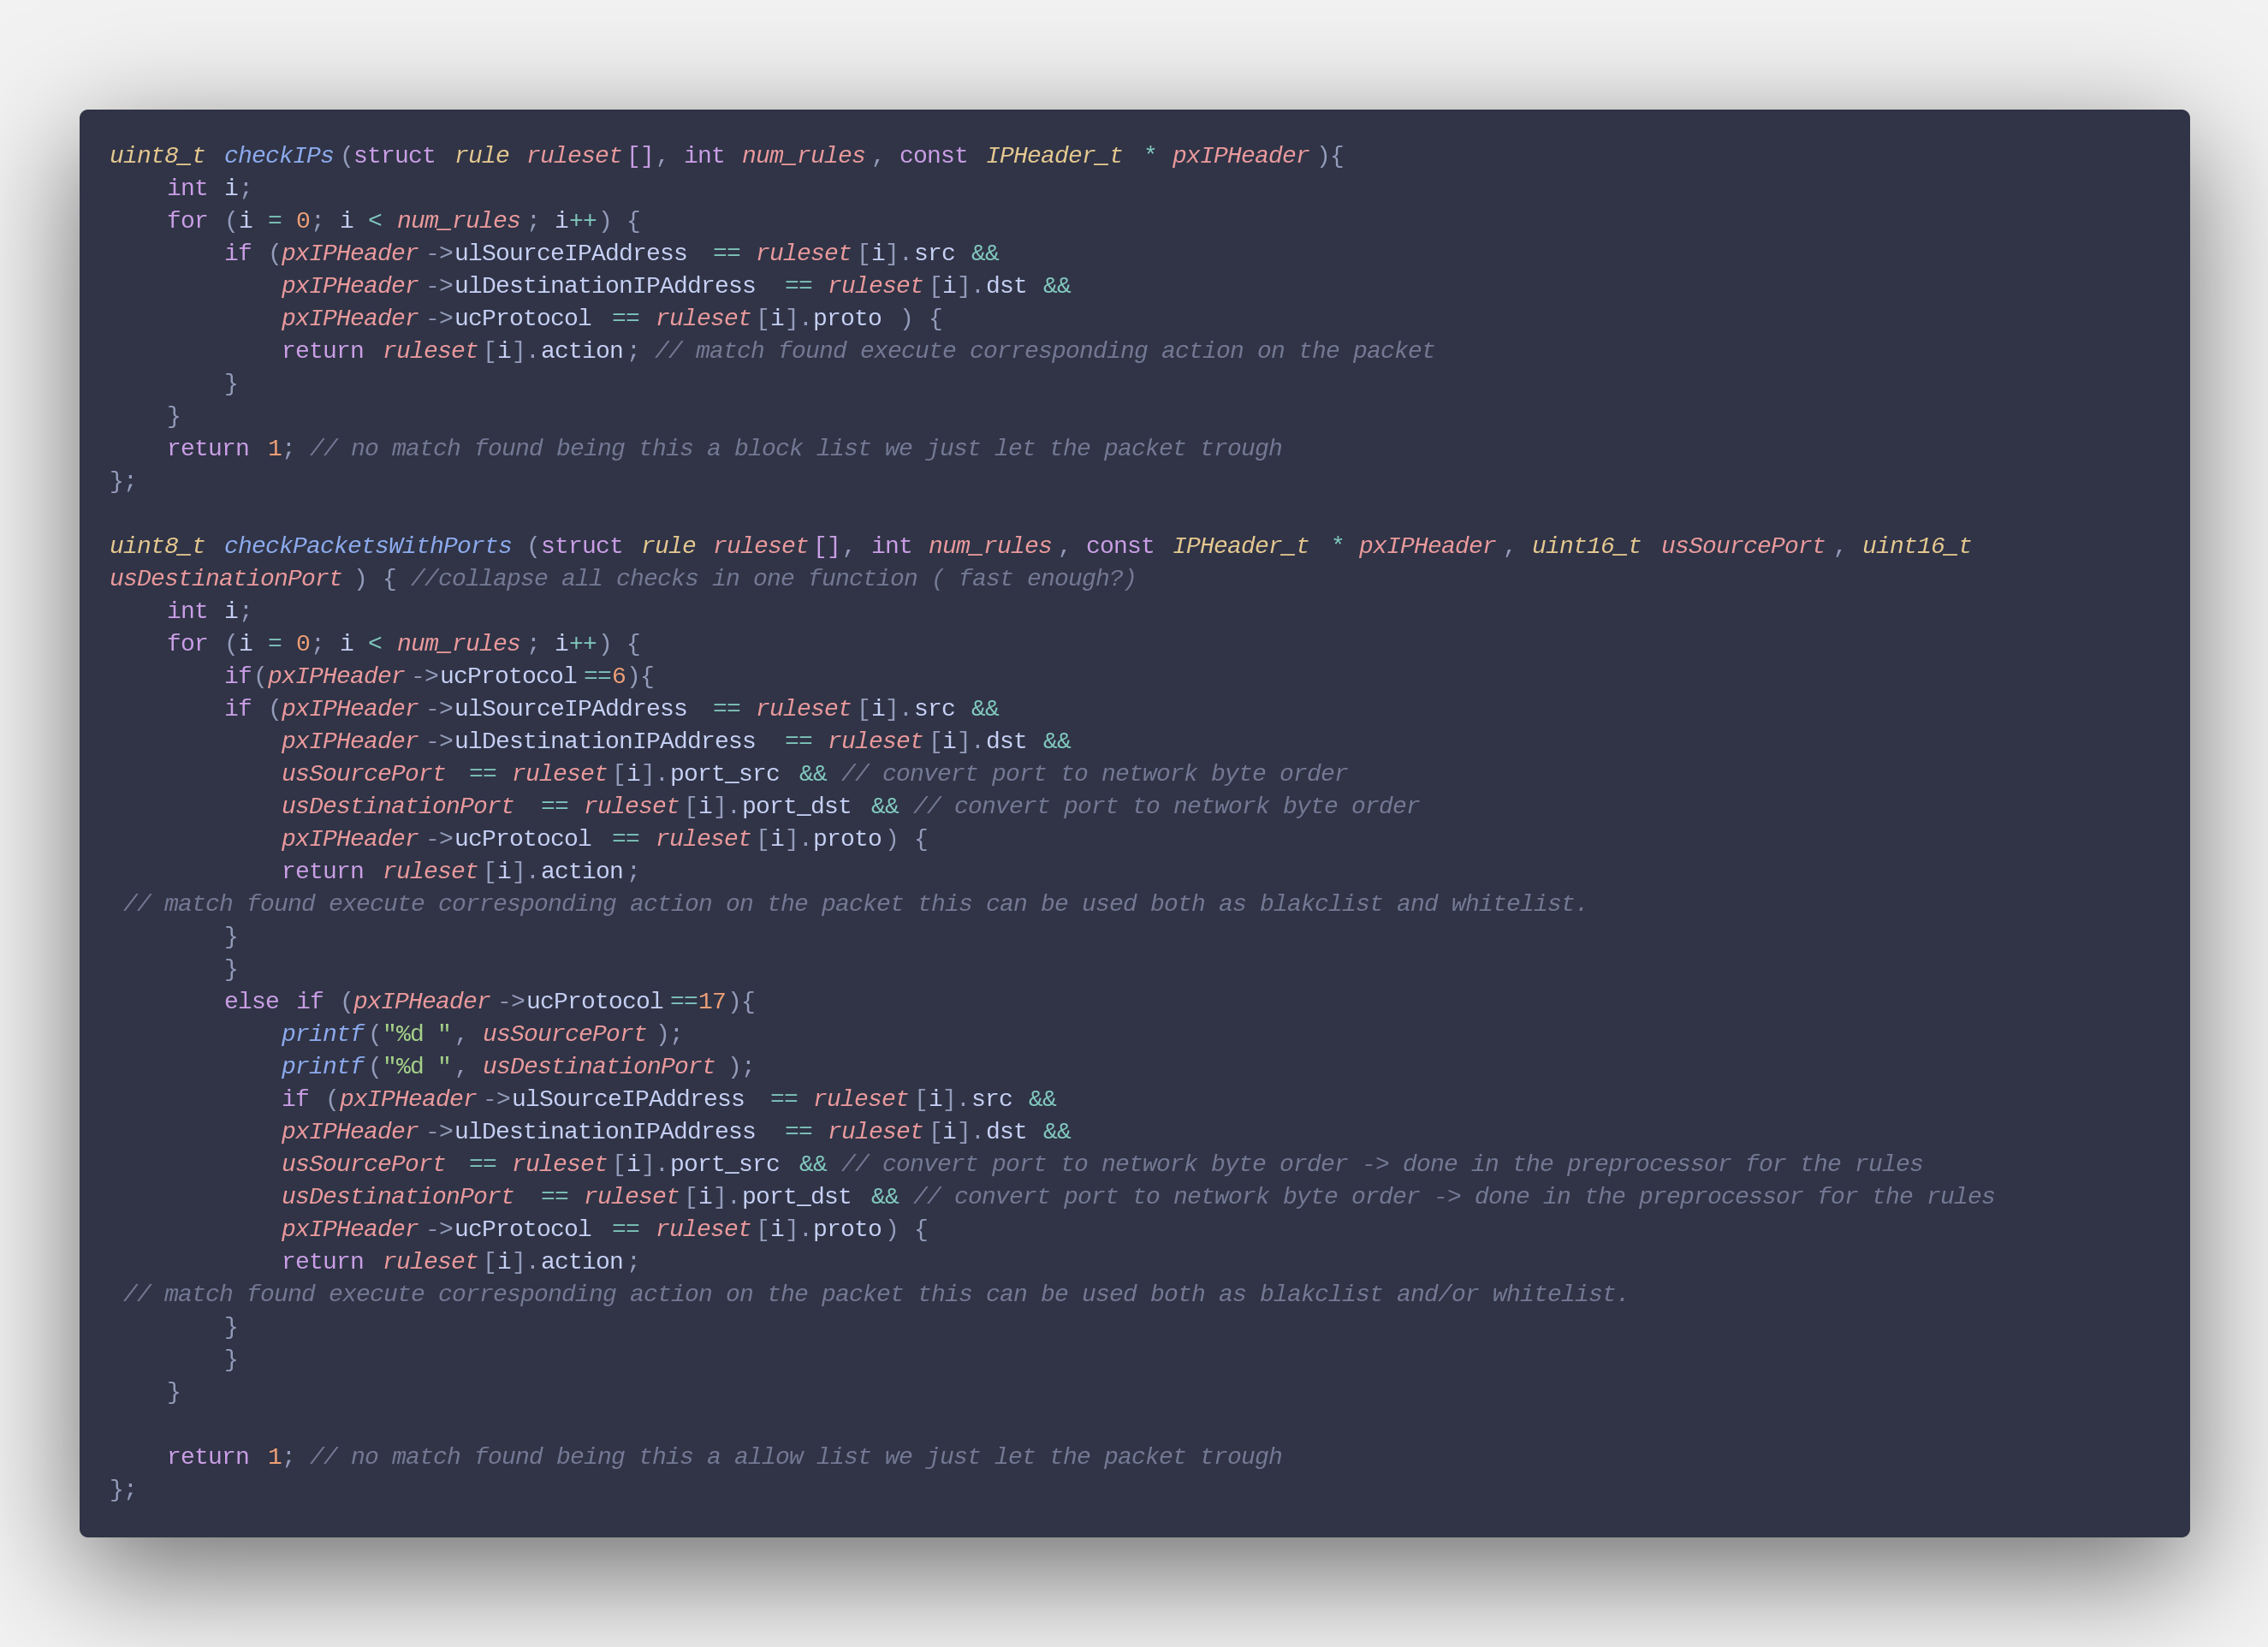 uint8_t checkIPs(struct rule ruleset[], int num_rules, const IPHeader_t * pxIPHeader){
    int i;
    for (i = 0; i < num_rules; i++) {
        if (pxIPHeader->ulSourceIPAddress == ruleset[i].src &&
            pxIPHeader->ulDestinationIPAddress == ruleset[i].dst &&
            pxIPHeader->ucProtocol == ruleset[i].proto ) {
            return ruleset[i].action; // match found execute corresponding action on the packet
        }
    }
    return 1; // no match found being this a block list we just let the packet trough
};

uint8_t checkPacketsWithPorts (struct rule ruleset[], int num_rules, const IPHeader_t * pxIPHeader, uint16_t usSourcePort, uint16_t
usDestinationPort) { //collapse all checks in one function ( fast enough?)
    int i;
    for (i = 0; i < num_rules; i++) {
        if(pxIPHeader->ucProtocol==6){
        if (pxIPHeader->ulSourceIPAddress == ruleset[i].src &&
            pxIPHeader->ulDestinationIPAddress == ruleset[i].dst &&
            usSourcePort == ruleset[i].port_src && // convert port to network byte order
            usDestinationPort == ruleset[i].port_dst && // convert port to network byte order
            pxIPHeader->ucProtocol == ruleset[i].proto) {
            return ruleset[i].action;
 // match found execute corresponding action on the packet this can be used both as blakclist and whitelist.
        }
        }
        else if (pxIPHeader->ucProtocol==17){
            printf("%d ", usSourcePort);
            printf("%d ", usDestinationPort);
            if (pxIPHeader->ulSourceIPAddress == ruleset[i].src &&
            pxIPHeader->ulDestinationIPAddress == ruleset[i].dst &&
            usSourcePort == ruleset[i].port_src && // convert port to network byte order -> done in the preprocessor for the rules
            usDestinationPort == ruleset[i].port_dst && // convert port to network byte order -> done in the preprocessor for the rules
            pxIPHeader->ucProtocol == ruleset[i].proto) {
            return ruleset[i].action;
 // match found execute corresponding action on the packet this can be used both as blakclist and/or whitelist.
        }
        }
    }

    return 1; // no match found being this a allow list we just let the packet trough
};